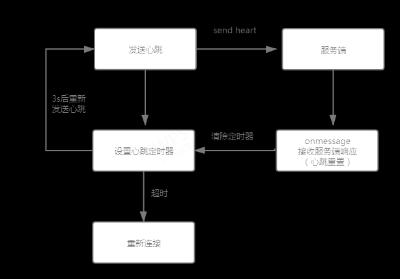 send heart
发送心跳
服务端
3s后重新
发送心跳
清除定时器
设置心跳定时器
onmessage
接收服务端响应
（心跳重置）
超时
重新连接